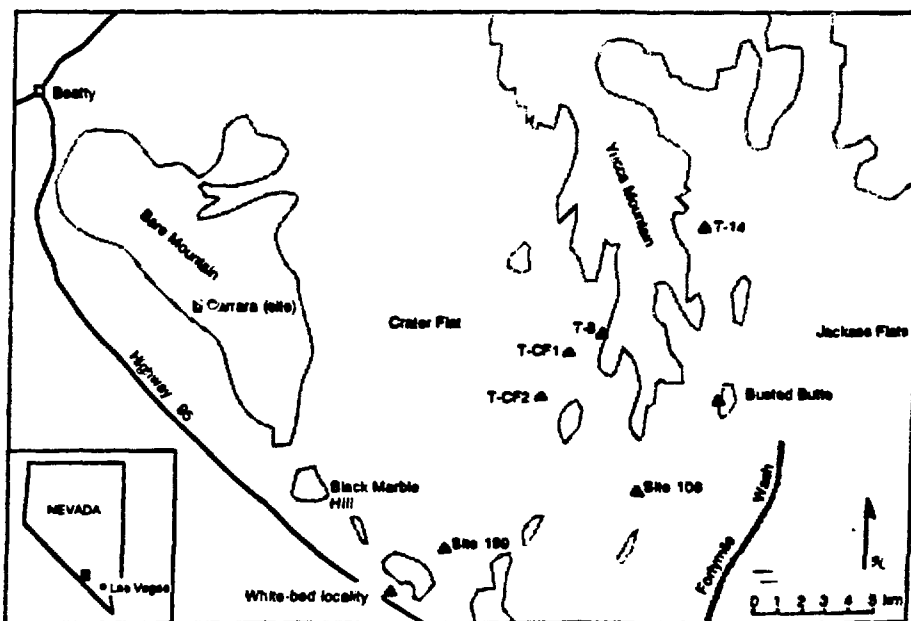 Beatty
Bare Mountain
Carrara (site)
Highway 95
Crater Flat
Yucca Mountain
T-14
T-8
T-CF1
T-CF2
Jackass Flats
Busted Butte
Black Marble
Hill
Site 106
Site 199
White-bed locality
Fortymile Wash
NEVADA
Las Vegas
N
0 1 2 3 4 5 km